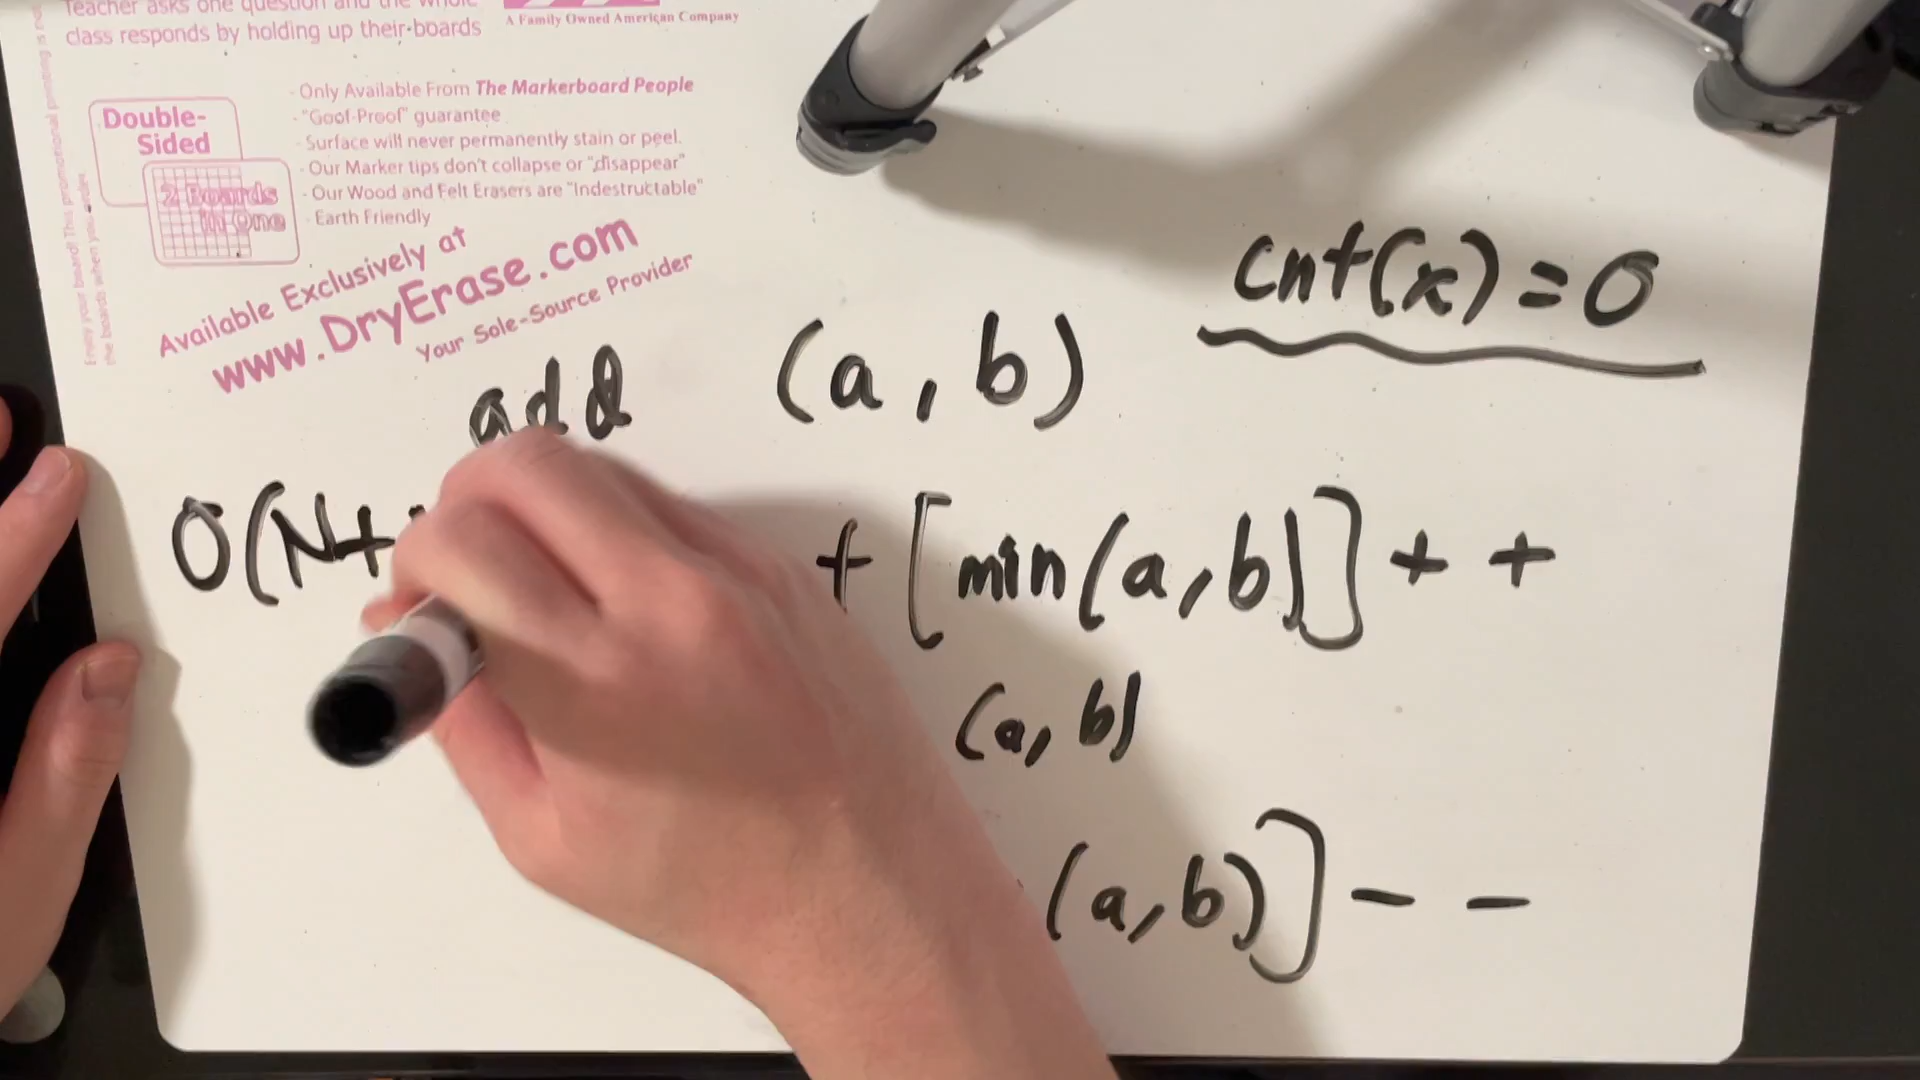 Teacher asks one question and the whole
class responds by holding up their boards
A Family Owned American Company
Double-
Sided
2 Boards
in One
- Only Available From The Markerboard People
- "Goof-Proof" guarantee
- Surface will never permanently stain or peel.
- Our Marker tips don't collapse or "disappear"
- Our Wood and Felt Erasers are "Indestructable"
- Earth Friendly
Available Exclusively at
www.DryErase.com
Your Sole-Source Provider
cnt(x)=0
add (a,b)
O(N+
+ [min(a,b)]++
(a,b)
(a,b)]--